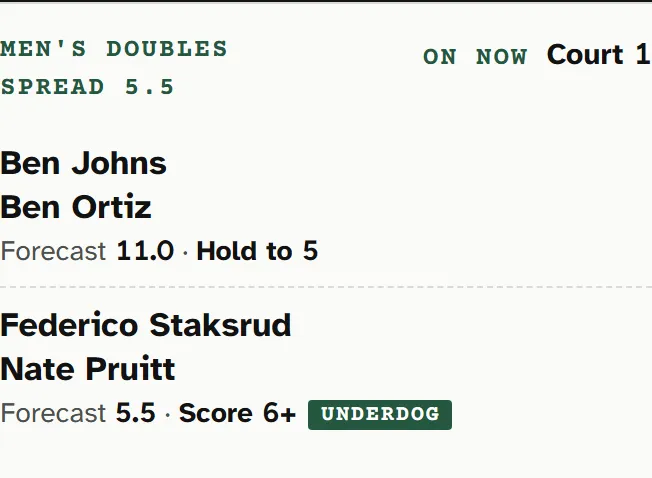 MEN'S DOUBLES
SPREAD 5.5
ON NOW Court 1
Ben Johns
Ben Ortiz
Forecast 11.0 · Hold to 5
Federico Staksrud
Nate Pruitt
Forecast 5.5 · Score 6+ UNDERDOG